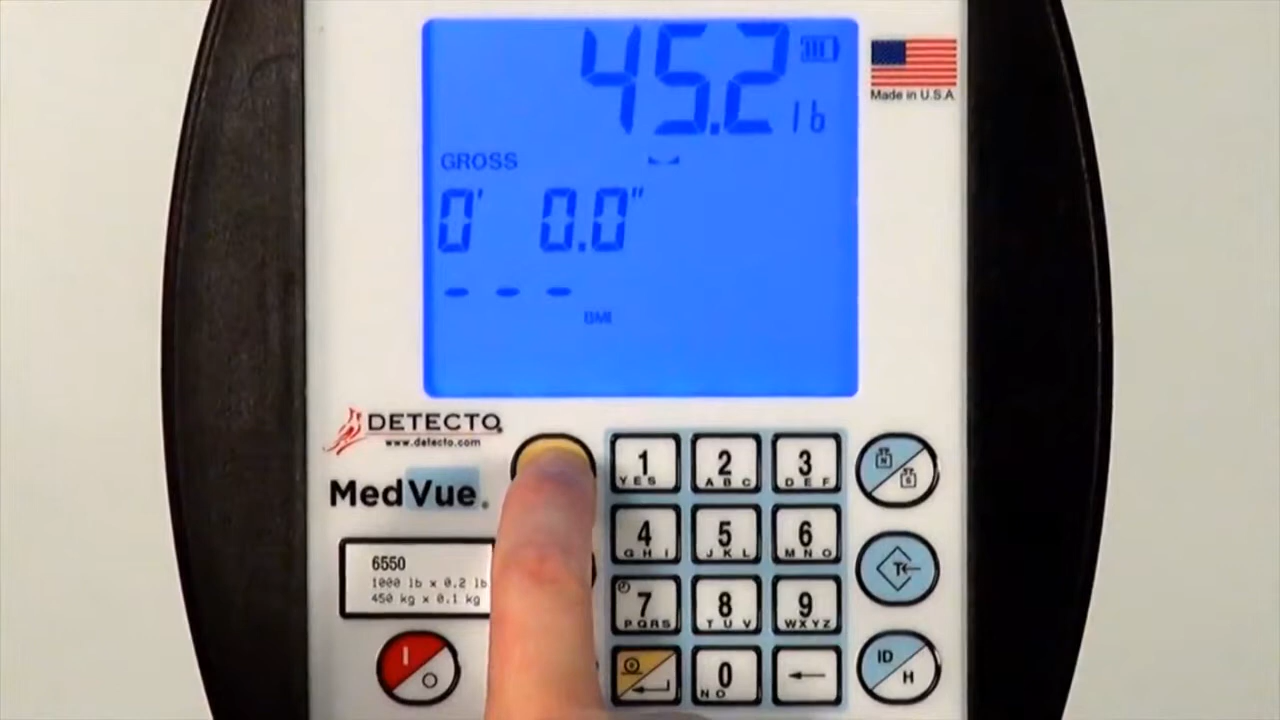 45.2 lb
Made in U.S.A
GROSS
0' 0.0"
- - -
BMI
DETECTO
www.detecto.com
MedVue
6550
1000 lb x 0.2 lb
450 kg x 0.1 kg
I
O
1
YES
2
ABC
3
DEF
4
GHI
5
JKL
6
MNO
7
PQRS
8
TUV
9
WXYZ
0
NO
N
G
T
ID
H